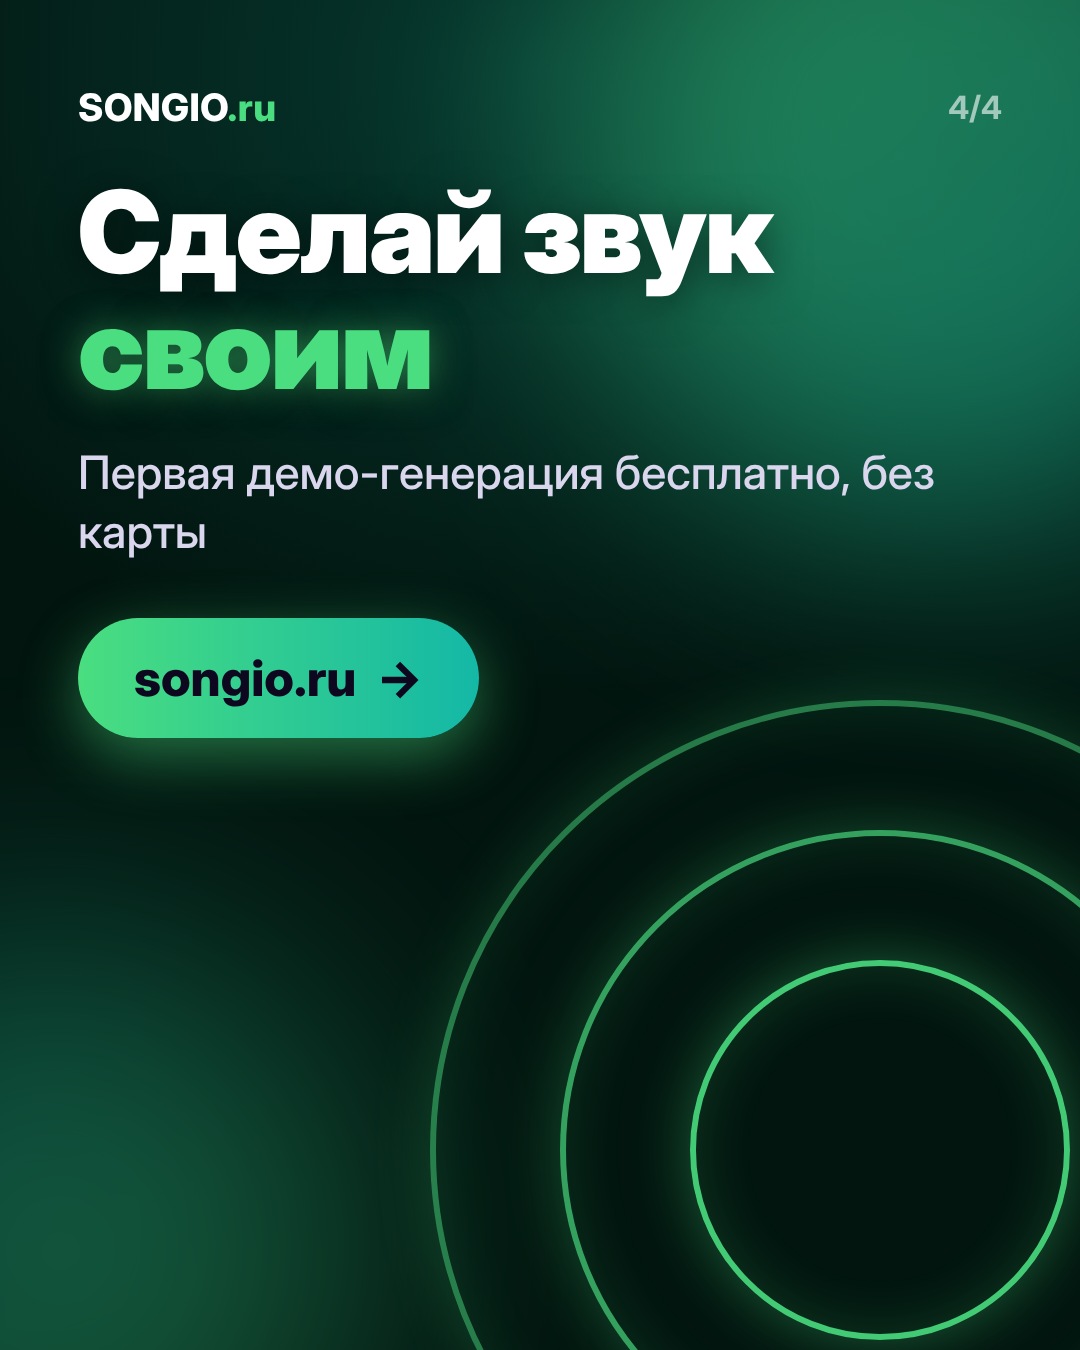 SONGIO.ru
4/4
Сделай звук
своим
Первая демо-генерация бесплатно, без
карты
songio.ru →